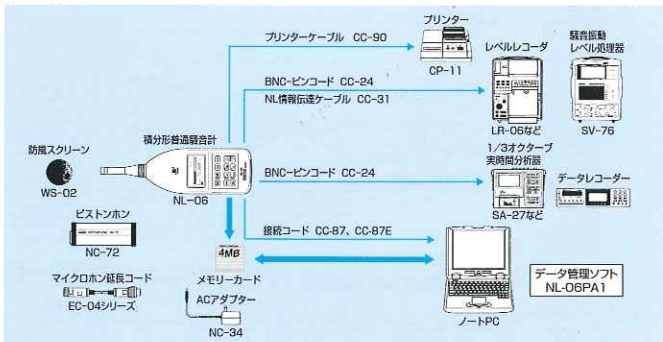 プリンター
プリンターケーブル CC-90
CP-11
レベルレコーダ
騒音振動
レベル処理器
BNC-ピンコード CC-24
NL情報伝達ケーブル CC-31
LR-06など
SV-76
積分形普通騒音計
防風スクリーン
WS-02
NL-06
1/3オクターブ
実時間分析器
データレコーダー
BNC-ピンコード CC-24
SA-27など
ピストンホン
NC-72
接続コード CC-87、CC-87E
4MB
メモリーカード
データ管理ソフト
NL-06PA1
マイクロホン延長コード
EC-04シリーズ
ACアダプター
NC-34
ノートPC